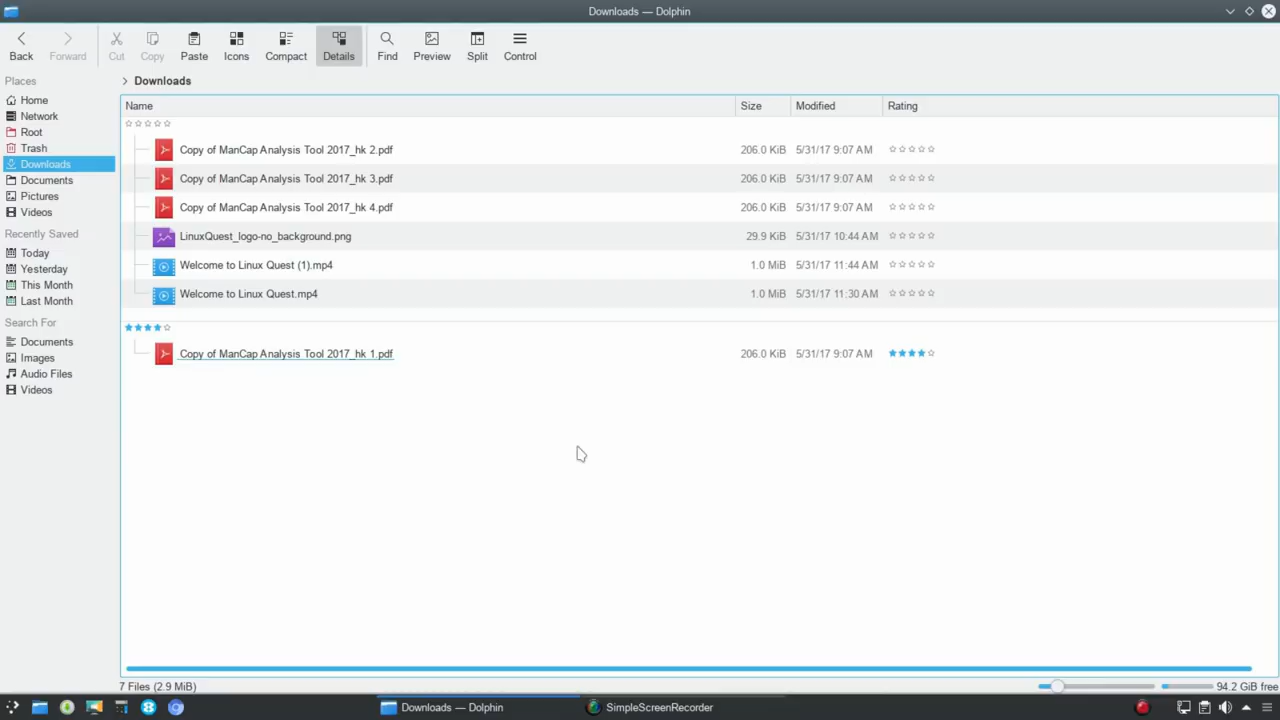 Downloads — Dolphin
Back Forward Cut Copy Paste Icons Compact Details Find Preview Split Control
Places
Home
Network
Root
Trash
Downloads
Documents
Pictures
Videos
Recently Saved
Today
Yesterday
This Month
Last Month
Search For
Documents
Images
Audio Files
Videos
Downloads
Name Size Modified Rating
Copy of ManCap Analysis Tool 2017_hk 2.pdf 206.0 KiB 5/31/17 9:07 AM
Copy of ManCap Analysis Tool 2017_hk 3.pdf 206.0 KiB 5/31/17 9:07 AM
Copy of ManCap Analysis Tool 2017_hk 4.pdf 206.0 KiB 5/31/17 9:07 AM
LinuxQuest_logo-no_background.png 29.9 KiB 5/31/17 10:44 AM
Welcome to Linux Quest (1).mp4 1.0 MiB 5/31/17 11:44 AM
Welcome to Linux Quest.mp4 1.0 MiB 5/31/17 11:30 AM
Copy of ManCap Analysis Tool 2017_hk 1.pdf 206.0 KiB 5/31/17 9:07 AM
7 Files (2.9 MiB) 94.2 GiB free
Downloads — Dolphin SimpleScreenRecorder